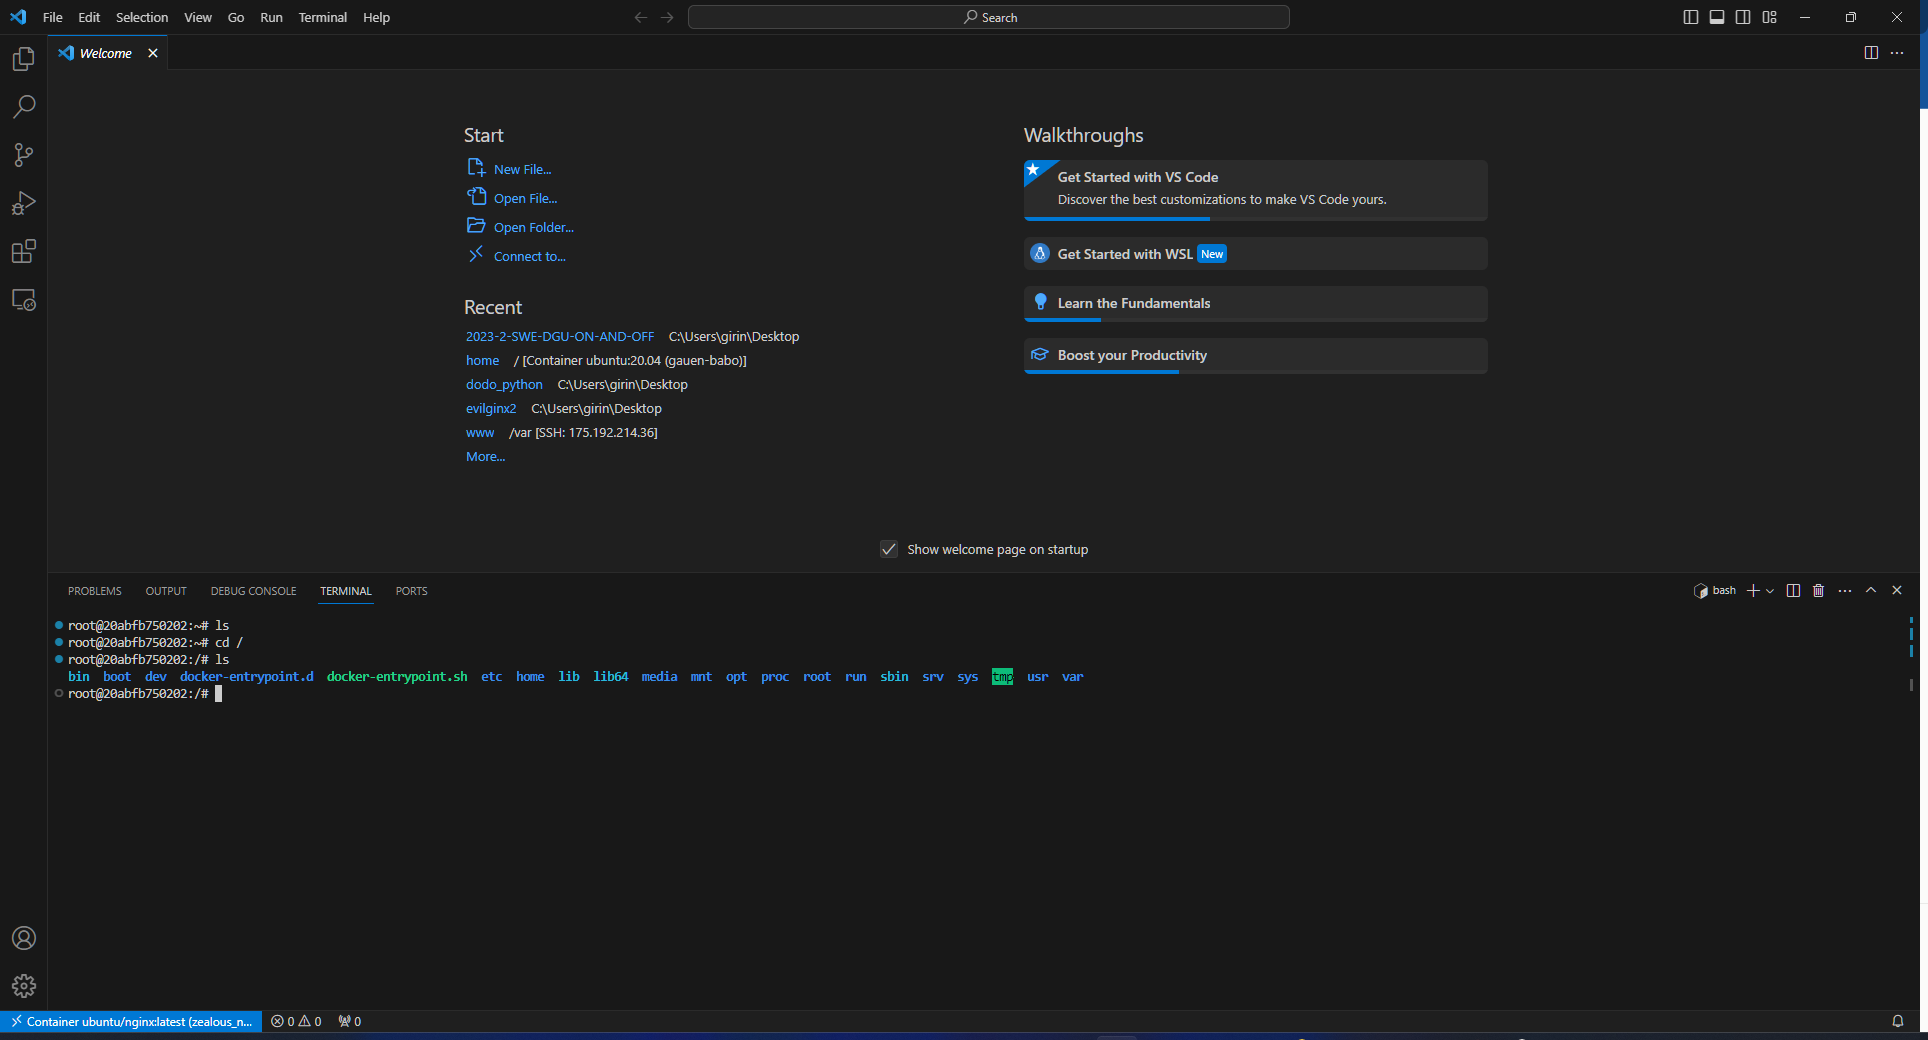 File Edit Selection View Go Run Terminal Help
Search
Welcome
Start
New File...
Open File...
Open Folder...
Connect to...
Recent
2023-2-SWE-DGU-ON-AND-OFF C:\Users\girin\Desktop
home / [Container ubuntu:20.04 (gauen-babo)]
dodo_python C:\Users\girin\Desktop
evilginx2 C:\Users\girin\Desktop
www /var [SSH: 175.192.214.36]
More...
Walkthroughs
Get Started with VS Code
Discover the best customizations to make VS Code yours.
Get Started with WSL New
Learn the Fundamentals
Boost your Productivity
Show welcome page on startup
PROBLEMS OUTPUT DEBUG CONSOLE TERMINAL PORTS
bash
root@20abfb750202:~# ls
root@20abfb750202:~# cd /
root@20abfb750202:/# ls
bin boot dev docker-entrypoint.d docker-entrypoint.sh etc home lib lib64 media mnt opt proc root run sbin srv sys tmp usr var
root@20abfb750202:/#
Container ubuntu/nginx:latest (zealous_n... 0 0 0